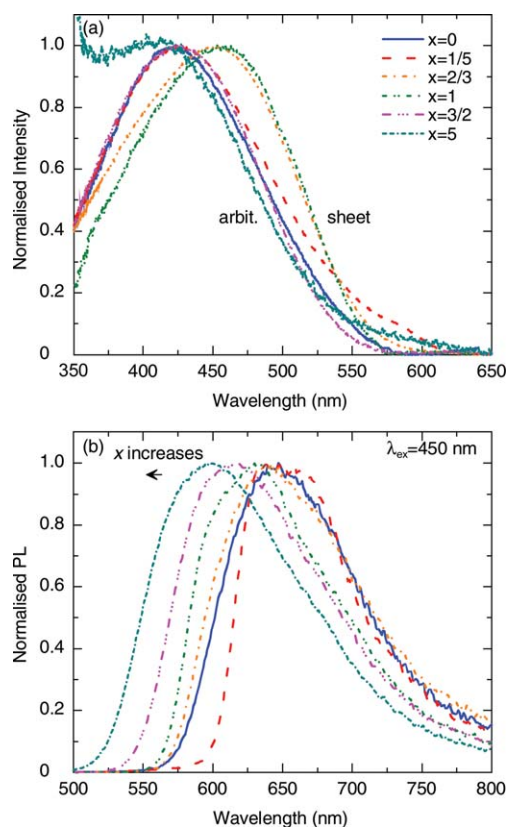 (a)
x=0
x=1/5
x=2/3
x=1
x=3/2
x=5
arbit. sheet
Normalised Intensity
1.0
0.8
0.6
0.4
0.2
0
350 400 450 500 550 600 650
Wavelength (nm)
(b) x increases λex=450 nm
Normalised PL
1.0
0.8
0.6
0.4
0.2
0
500 550 600 650 700 750 800
Wavelength (nm)